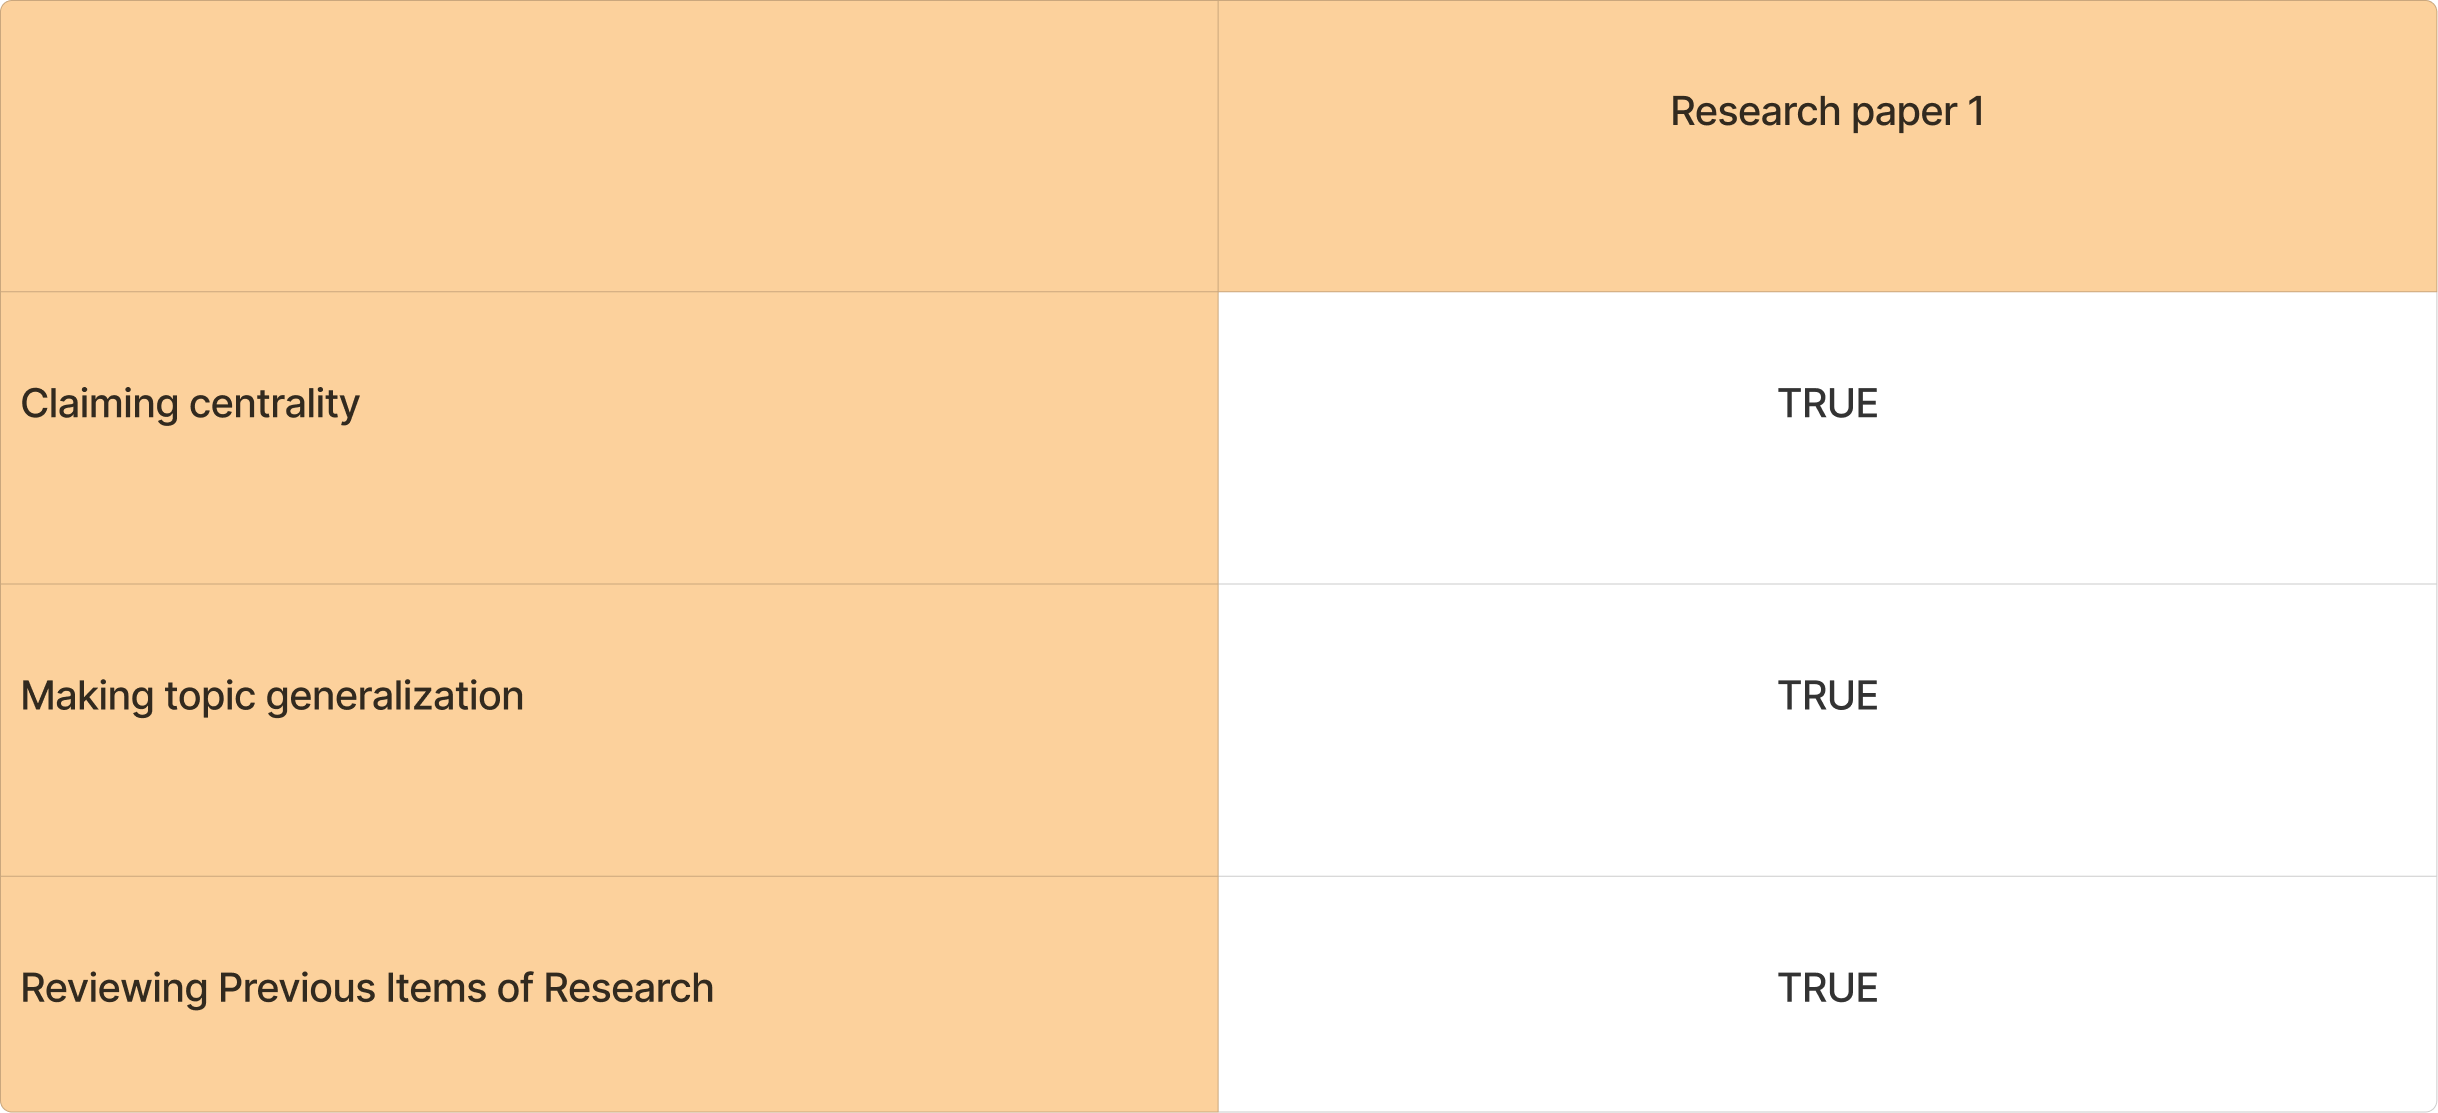 Research paper 1
Claiming centrality
TRUE
Making topic generalization
TRUE
Reviewing Previous Items of Research
TRUE